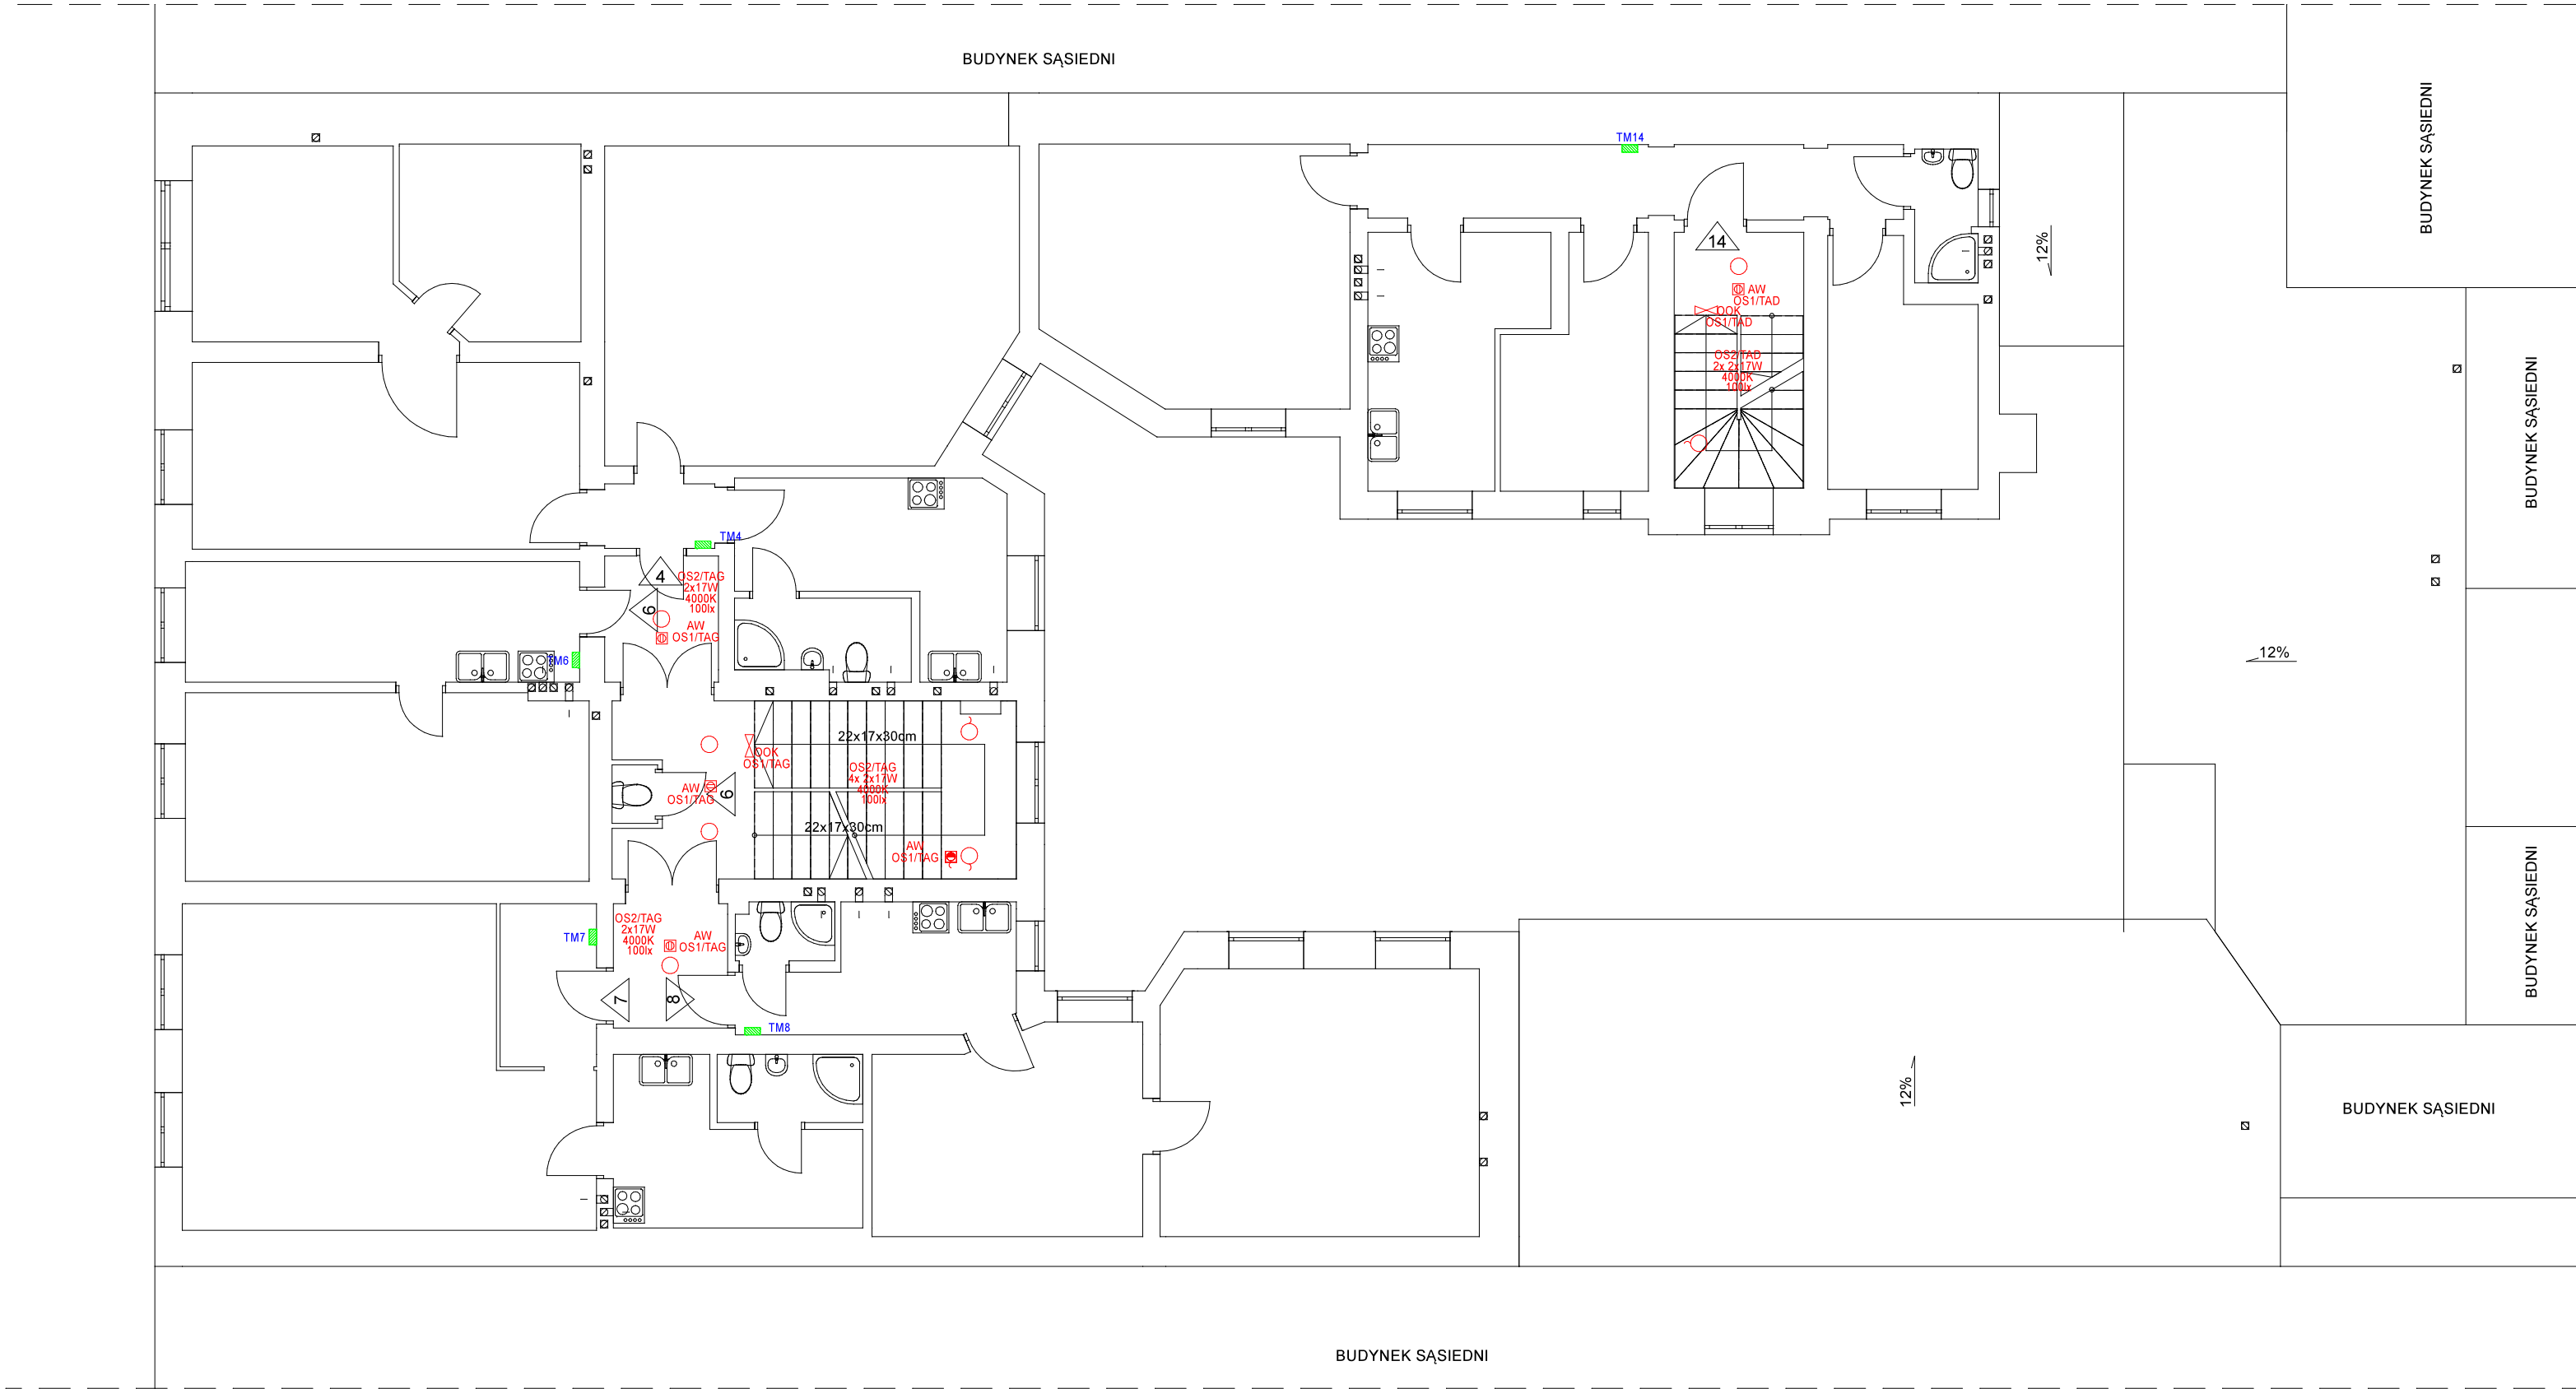 BUDYNEK SĄSIEDNI
BUDYNEK SĄSIEDNI
TM14
14
12%
AW
OS1/TAD
OOK
OS1/TAD
OS2/TAD
2x 2x17W
4000K
100lx
BUDYNEK SĄSIEDNI
TM4
4
OS2/TAG
2x17W
4000K
100lx
6
AW
OS1/TAG
TM6
12%
22x17x30cm
OOK
OS1/TAG
OS2/TAG
4x 2x17W
4000K
100lx
AW
OS1/TAG
6
22x17x30cm
AW
OS1/TAG
BUDYNEK SĄSIEDNI
OS2/TAG
2x17W
4000K
100lx
TM7
AW
OS1/TAG
7
8
TM8
12%
BUDYNEK SĄSIEDNI
BUDYNEK SĄSIEDNI